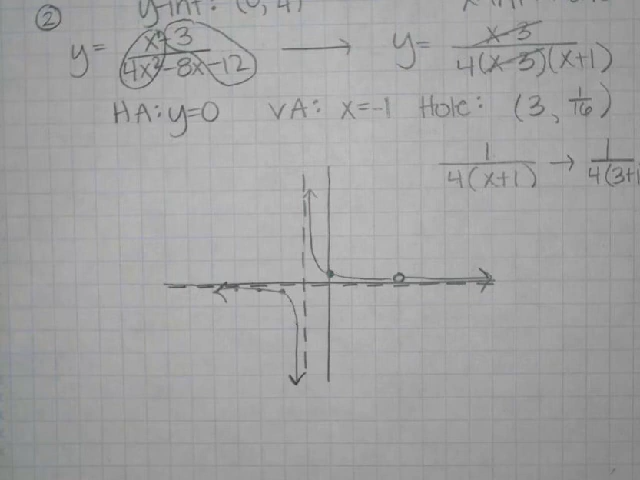 ② y-int: (0, 4)
y = x-3 / 4x²-8x-12 → y = x-3 / 4(x-3)(x+1)
HA: y=0 VA: x=-1 Hole: (3, 1/16)
1 / 4(x+1) → 1 / 4(3+1